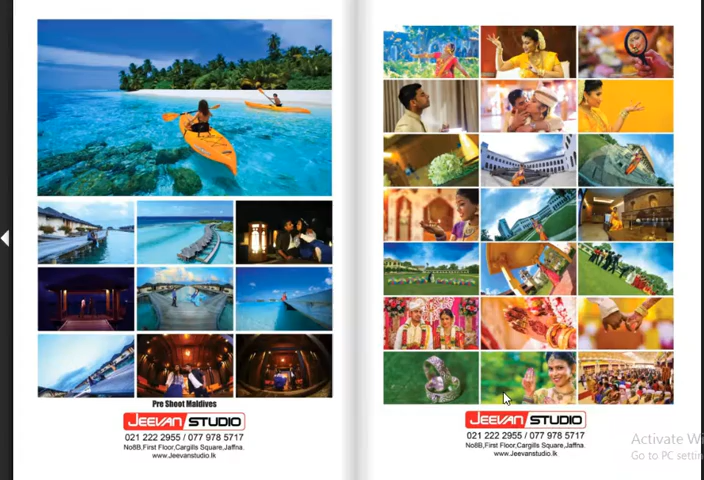 Pre Shoot Maldives
JEEVAN STUDIO
021 222 2955 / 077 978 5717
No8B,First Floor,Cargills Square,Jaffna.
www.Jeevanstudio.lk
JEEVAN STUDIO
021 222 2955 / 077 978 5717
No8B,First Floor,Cargills Square,Jaffna.
www.Jeevanstudio.lk
Activate Wi
Go to PC settin